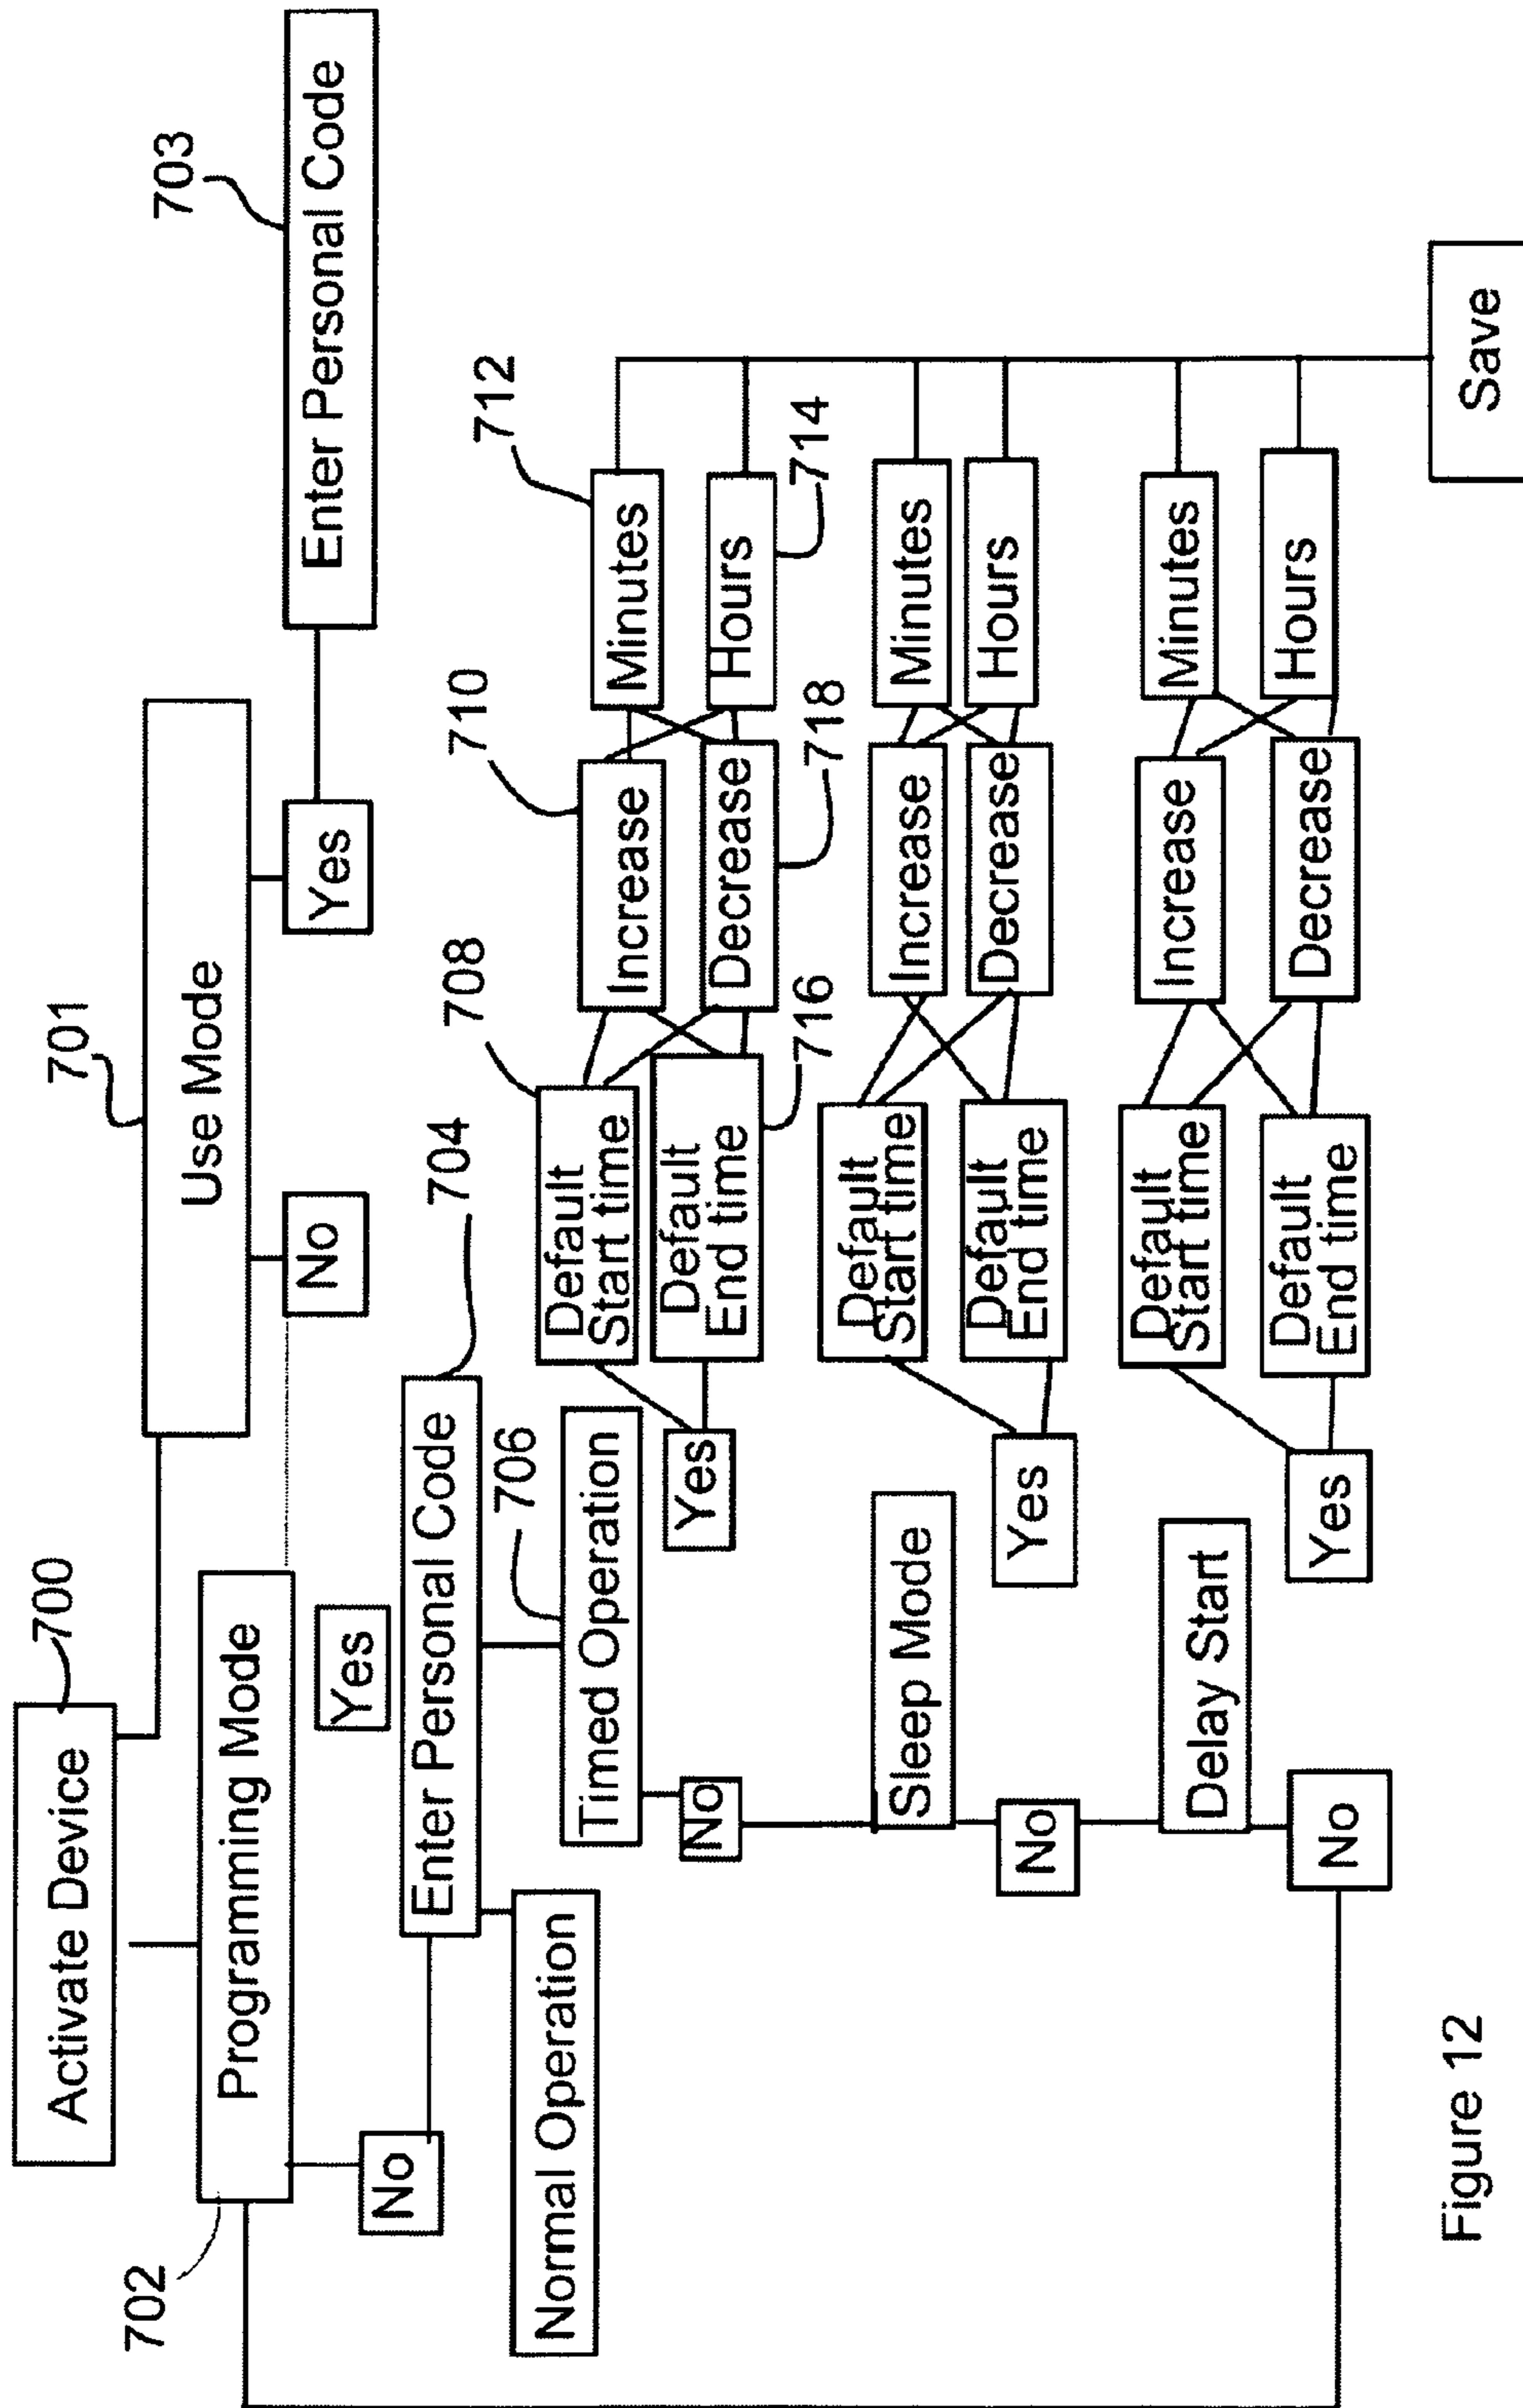 700
Activate Device
701
Use Mode
702
Programming Mode
No
Yes
703
Enter Personal Code
No
Yes
704
Enter Personal Code
Normal Operation
706
Timed Operation
No
Yes
708
Default
Start time
716
Default
End time
710
Increase
718
Decrease
712
Minutes
714
Hours
Sleep Mode
No
Yes
Default
Start time
Default
End time
Increase
Decrease
Minutes
Hours
Delay Start
No
Yes
Default
Start time
Default
End time
Increase
Decrease
Minutes
Hours
Save
Figure 12